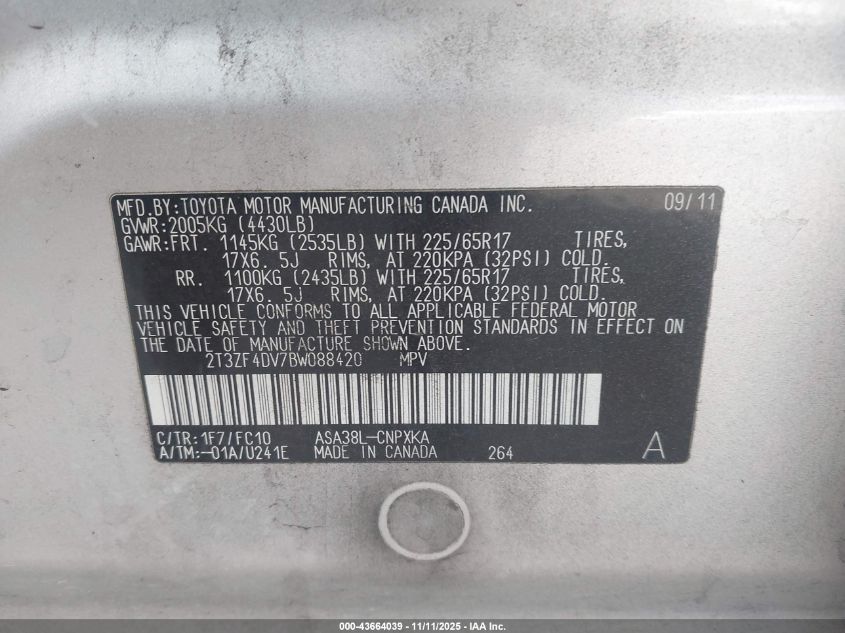 MFD.BY:TOYOTA MOTOR MANUFACTURING CANADA INC. 09/11
GVWR:2005KG (4430LB)
GAWR:FRT. 1145KG (2535LB) WITH 225/65R17 TIRES,
17X6.5J RIMS, AT 220KPA (32PSI) COLD.
RR. 1100KG (2435LB) WITH 225/65R17 TIRES,
17X6.5J RIMS, AT 220KPA (32PSI) COLD.
THIS VEHICLE CONFORMS TO ALL APPLICABLE FEDERAL MOTOR
VEHICLE SAFETY AND THEFT PREVENTION STANDARDS IN EFFECT ON
THE DATE OF MANUFACTURE SHOWN ABOVE.
2T3ZF4DV7BW088420 MPV
C/TR:1F7/FC10 ASA38L-CNPXKA
A/TM:-01A/U241E MADE IN CANADA 264 A
000-43664039 - 11/11/2025 - IAA Inc.